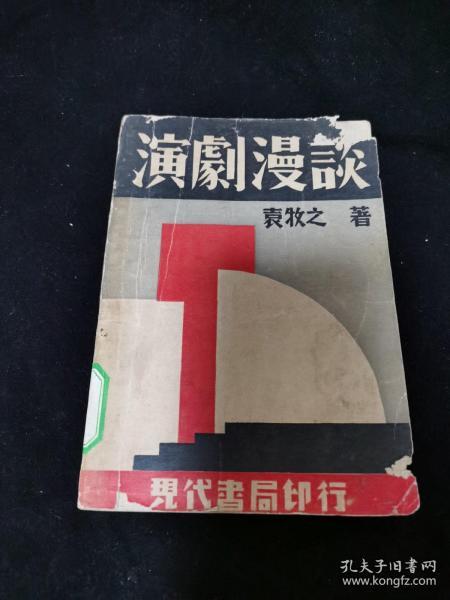 演劇漫談
袁牧之 著
現代書局印行
孔夫子旧书网
www.kongfz.com